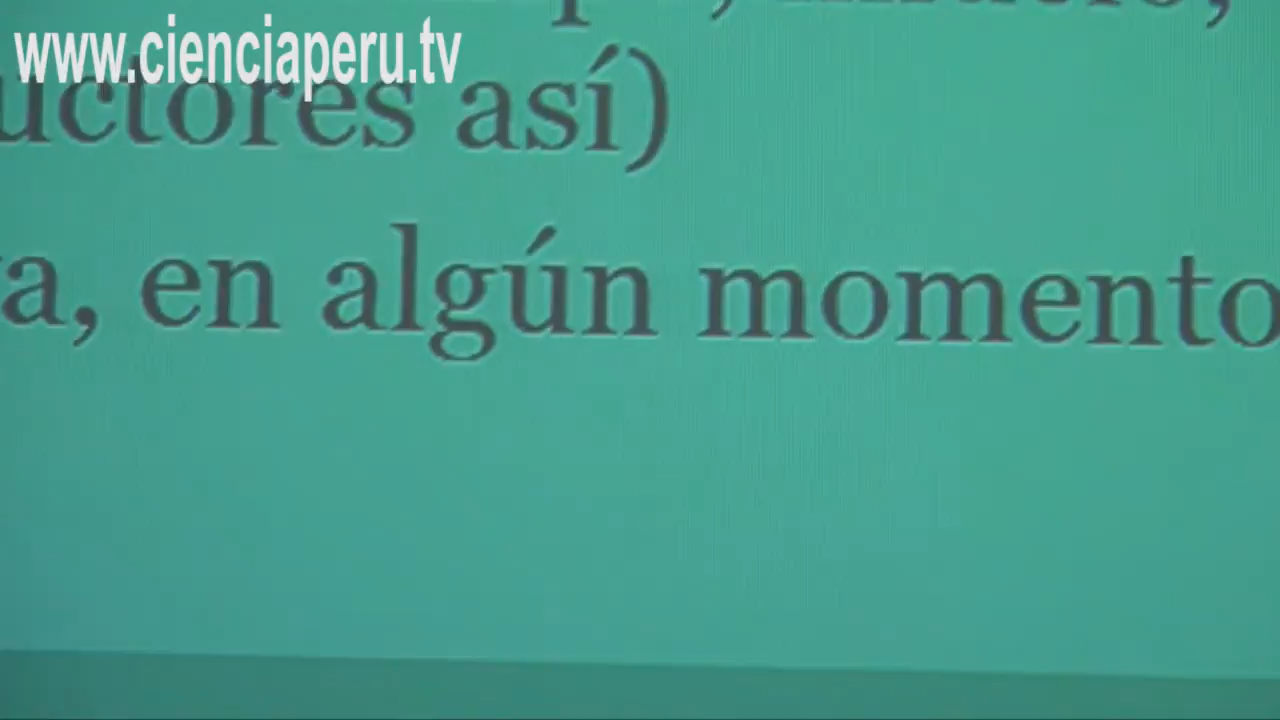 www.cienciaperu.tv
uctores así)
a, en algún momento